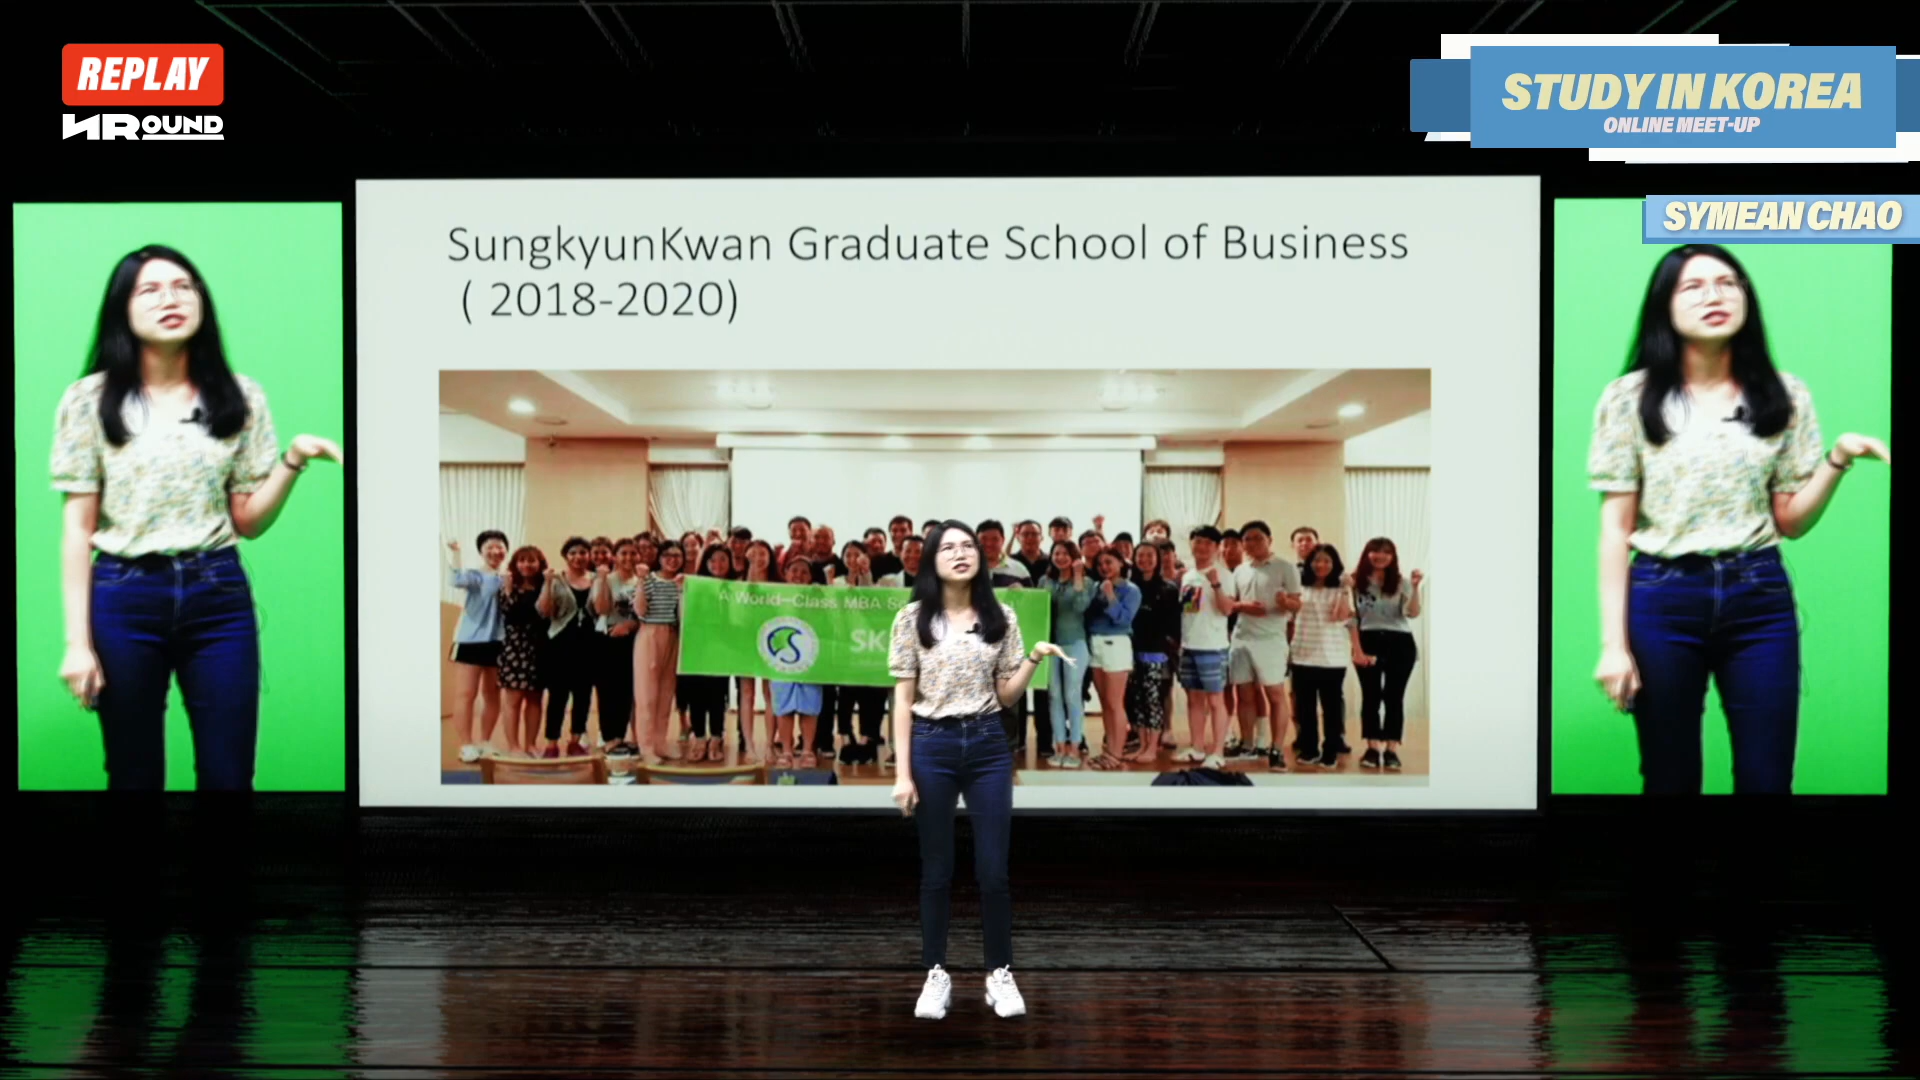 REPLAY
NROUND
STUDY IN KOREA
ONLINE MEET-UP
SYMEAN CHAO
SungkyunKwan Graduate School of Business
( 2018-2020)
A World-Class MBA
SK